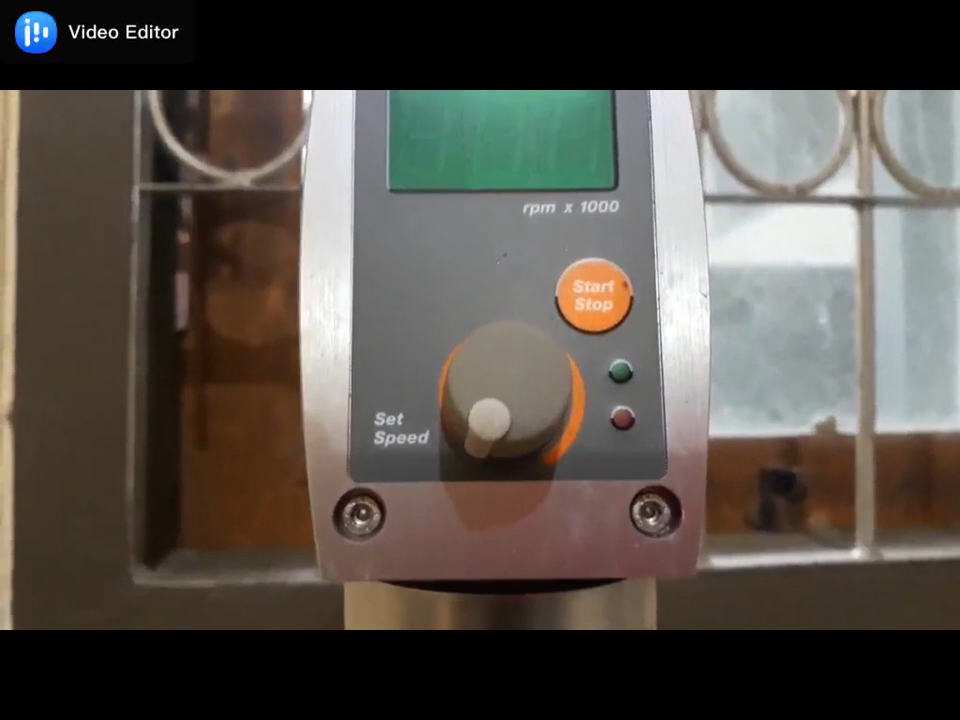 Video Editor
rpm x 1000
Start
Stop
Set
Speed